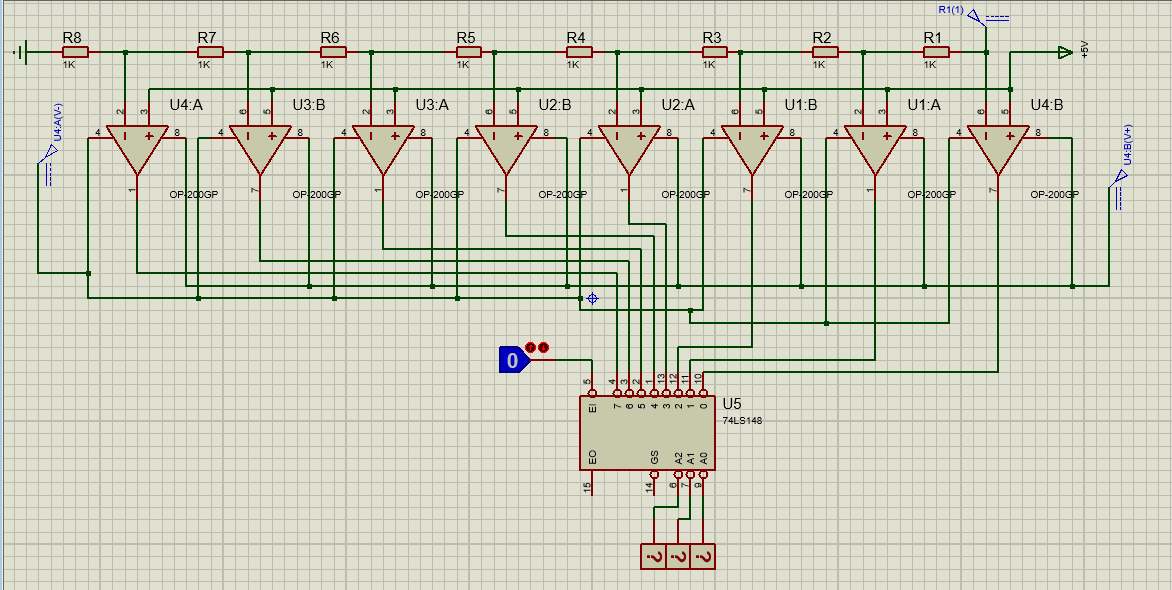 R1(1)
R8 R7 R6 R5 R4 R3 R2 R1
1K 1K 1K 1K 1K 1K 1K 1K
+5V
U4:A(V-)
U4:A U3:B U3:A U2:B U2:A U1:B U1:A U4:B
2 3 6 5 2 3 6 5 2 3 6 5 2 3 6 5
4 8 4 8 4 8 4 8 4 8 4 8 4 8 4 8
U4:B(V+)
1 7 1 7 1 7 1 7
OP-200GP OP-200GP OP-200GP OP-200GP OP-200GP OP-200GP OP-200GP OP-200GP
0
5 4 3 2 1 13 12 11 10
EI 7 6 5 4 3 2 1 0
U5
74LS148
EO GS A2 A1 A0
15 14 6 7 9
? ? ?